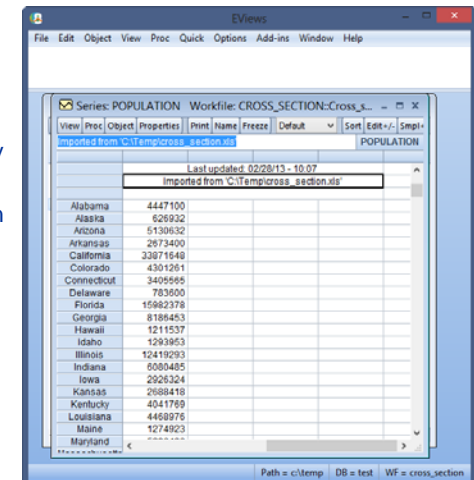 EViews
File Edit Object View Proc Quick Options Add-ins Window Help
Series: POPULATION Workfile: CROSS_SECTION::Cross_s...
View Proc Object Properties Print Name Freeze Default Sort Edit+/- Smpl+
Imported from 'C:\Temp\cross_section.xls' POPULATION
Last updated: 02/28/13 - 10:07
Imported from 'C:\Temp\cross_section.xls'
Alabama 4447100
Alaska 626932
Arizona 5130632
Arkansas 2673400
California 33871648
Colorado 4301261
Connecticut 3405565
Delaware 783600
Florida 15982378
Georgia 8186453
Hawaii 1211537
Idaho 1293953
Illinois 12419293
Indiana 6080485
Iowa 2926324
Kansas 2688418
Kentucky 4041769
Louisiana 4468976
Maine 1274923
Maryland
Path = c:\temp DB = test WF = cross_section